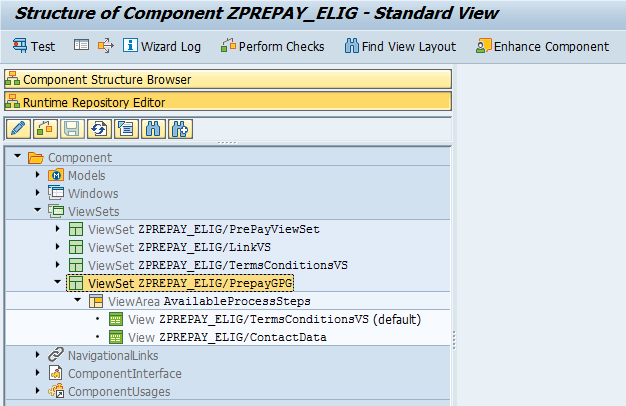 Structure of Component ZPREPAY_ELIG - Standard View
Test Wizard Log Perform Checks Find View Layout Enhance Component
Component Structure Browser
Runtime Repository Editor
Component
Models
Windows
ViewSets
ViewSet ZPREPAY_ELIG/PrePayViewSet
ViewSet ZPREPAY_ELIG/LinkVS
ViewSet ZPREPAY_ELIG/TermsConditionsVS
ViewSet ZPREPAY_ELIG/PrepayGPG
ViewArea AvailableProcessSteps
View ZPREPAY_ELIG/TermsConditionsVS (default)
View ZPREPAY_ELIG/ContactData
NavigationalLinks
ComponentInterface
ComponentUsages